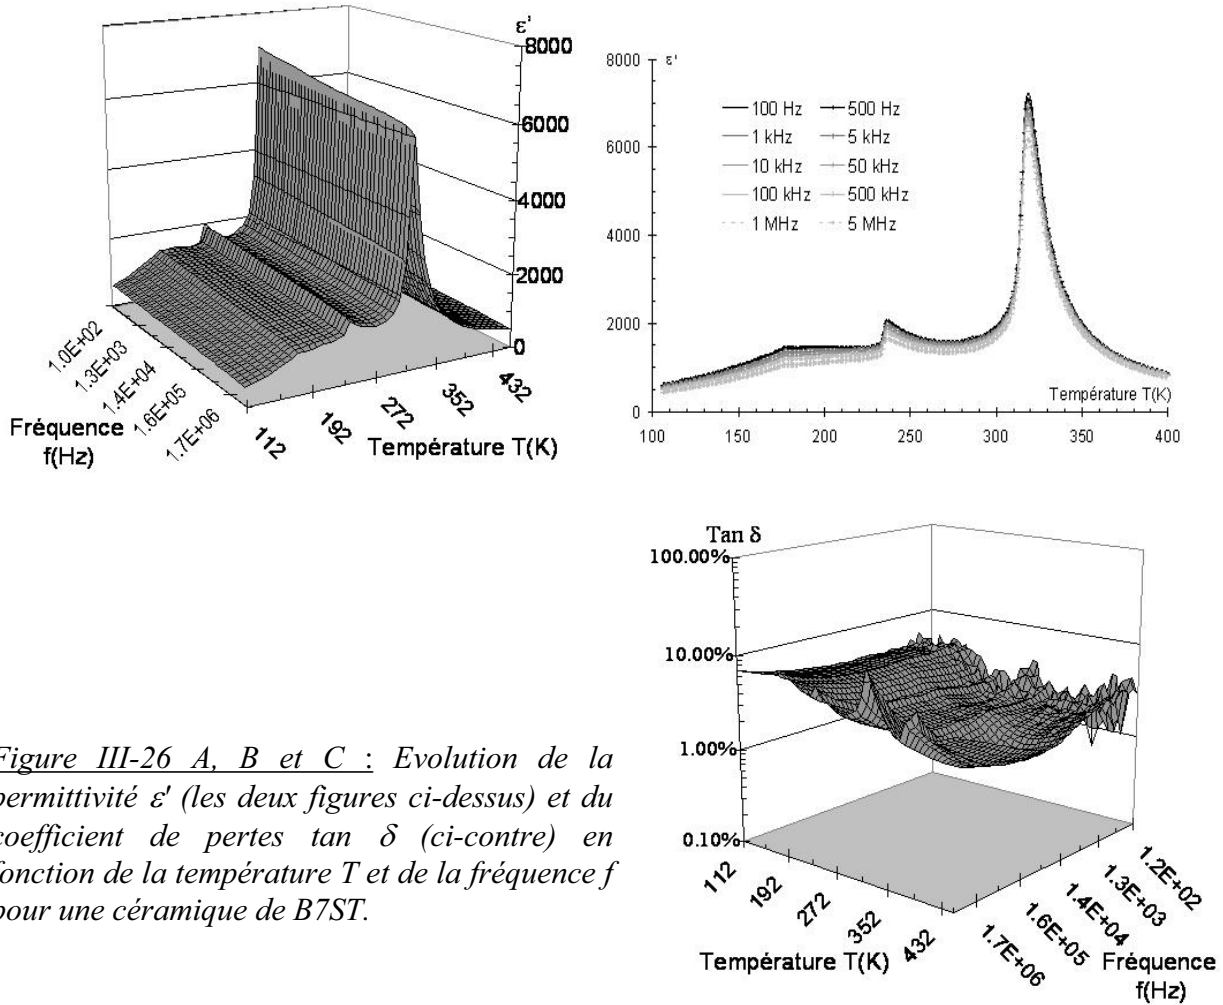 ε'
8000
6000
4000
2000
0
1.0E+02
1.3E+03
1.4E+04
1.6E+05
1.7E+06
Fréquence
f(Hz)
112
192
272
352
432
Température T(K)
8000
6000
4000
2000
0
ε'
100 Hz 500 Hz
1 kHz 5 kHz
10 kHz 50 kHz
100 kHz 500 kHz
1 MHz 5 MHz
Température T(K)
100 150 200 250 300 350 400
Tan δ
100.00%
10.00%
1.00%
0.10%
112
192
272
352
432
Température T(K)
1.7E+06
1.6E+05
1.4E+04
1.3E+03
1.2E+02
Fréquence
f(Hz)
Figure III-26 A, B et C : Evolution de la
permittivité ε' (les deux figures ci-dessus) et du
coefficient de pertes tan δ (ci-contre) en
fonction de la température T et de la fréquence f
pour une céramique de B7ST.